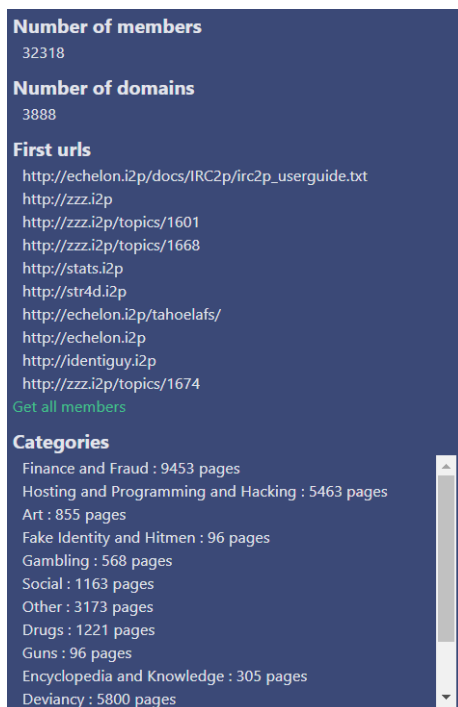 Number of members
32318
Number of domains
3888
First urls
http://echelon.i2p/docs/IRC2p/irc2p_userguide.txt
http://zzz.i2p
http://zzz.i2p/topics/1601
http://zzz.i2p/topics/1668
http://stats.i2p
http://str4d.i2p
http://echelon.i2p/tahoelafs/
http://echelon.i2p
http://identiguy.i2p
http://zzz.i2p/topics/1674
Get all members
Categories
Finance and Fraud : 9453 pages
Hosting and Programming and Hacking : 5463 pages
Art : 855 pages
Fake Identity and Hitmen : 96 pages
Gambling : 568 pages
Social : 1163 pages
Other : 3173 pages
Drugs : 1221 pages
Guns : 96 pages
Encyclopedia and Knowledge : 305 pages
Deviancy : 5800 pages